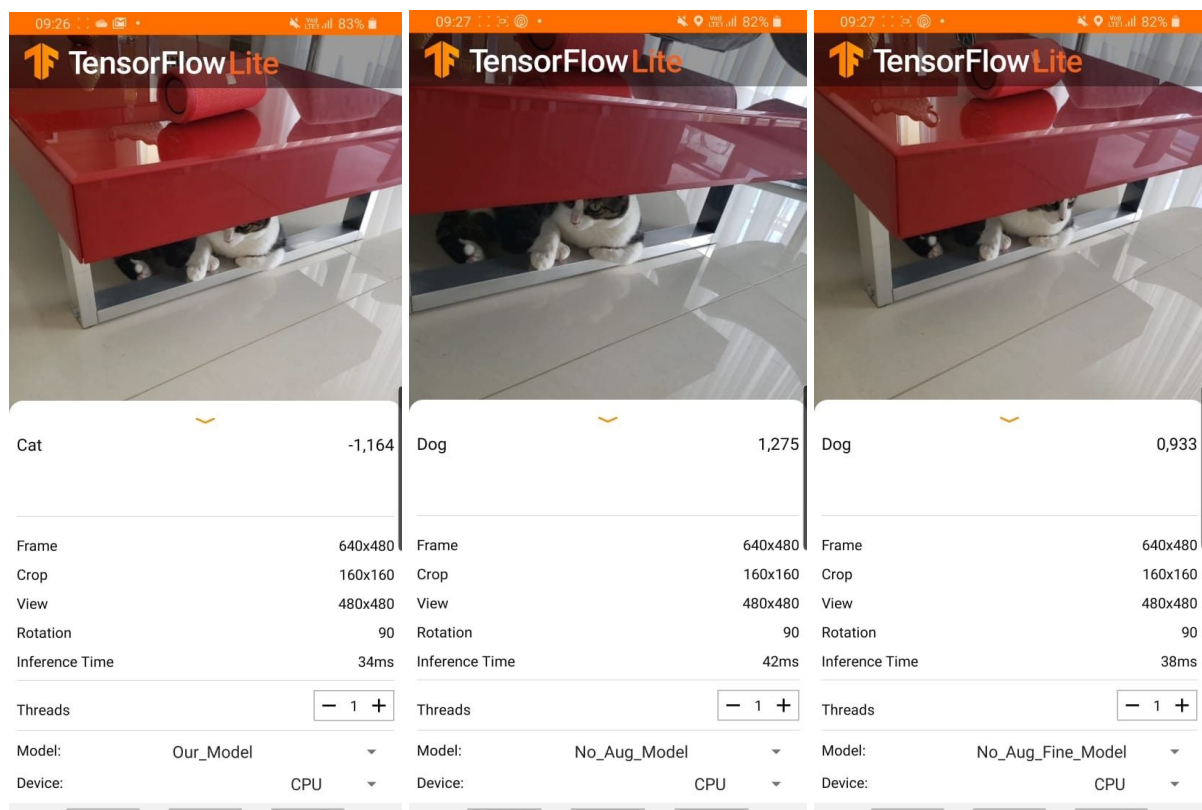 09:26 83%
TensorFlow Lite
Cat -1,164
Frame 640x480
Crop 160x160
View 480x480
Rotation 90
Inference Time 34ms
Threads − 1 +
Model: Our_Model
Device: CPU
09:27 82%
TensorFlow Lite
Dog 1,275
Frame 640x480
Crop 160x160
View 480x480
Rotation 90
Inference Time 42ms
Threads − 1 +
Model: No_Aug_Model
Device: CPU
09:27 82%
TensorFlow Lite
Dog 0,933
Frame 640x480
Crop 160x160
View 480x480
Rotation 90
Inference Time 38ms
Threads − 1 +
Model: No_Aug_Fine_Model
Device: CPU